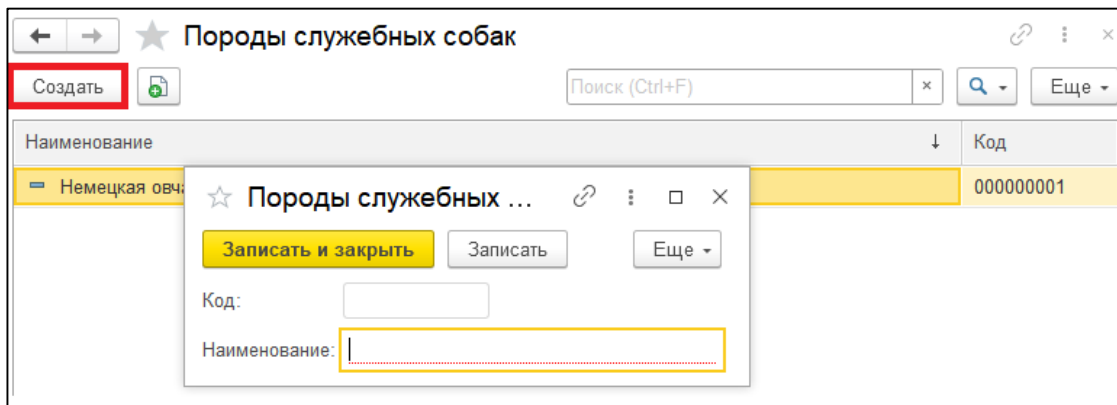 Породы служебных собак
Создать Поиск (Ctrl+F) × Еще
Наименование ↓ Код
Немецкая овча 000000001
Породы служебных ...
Записать и закрыть Записать Еще
Код:
Наименование: